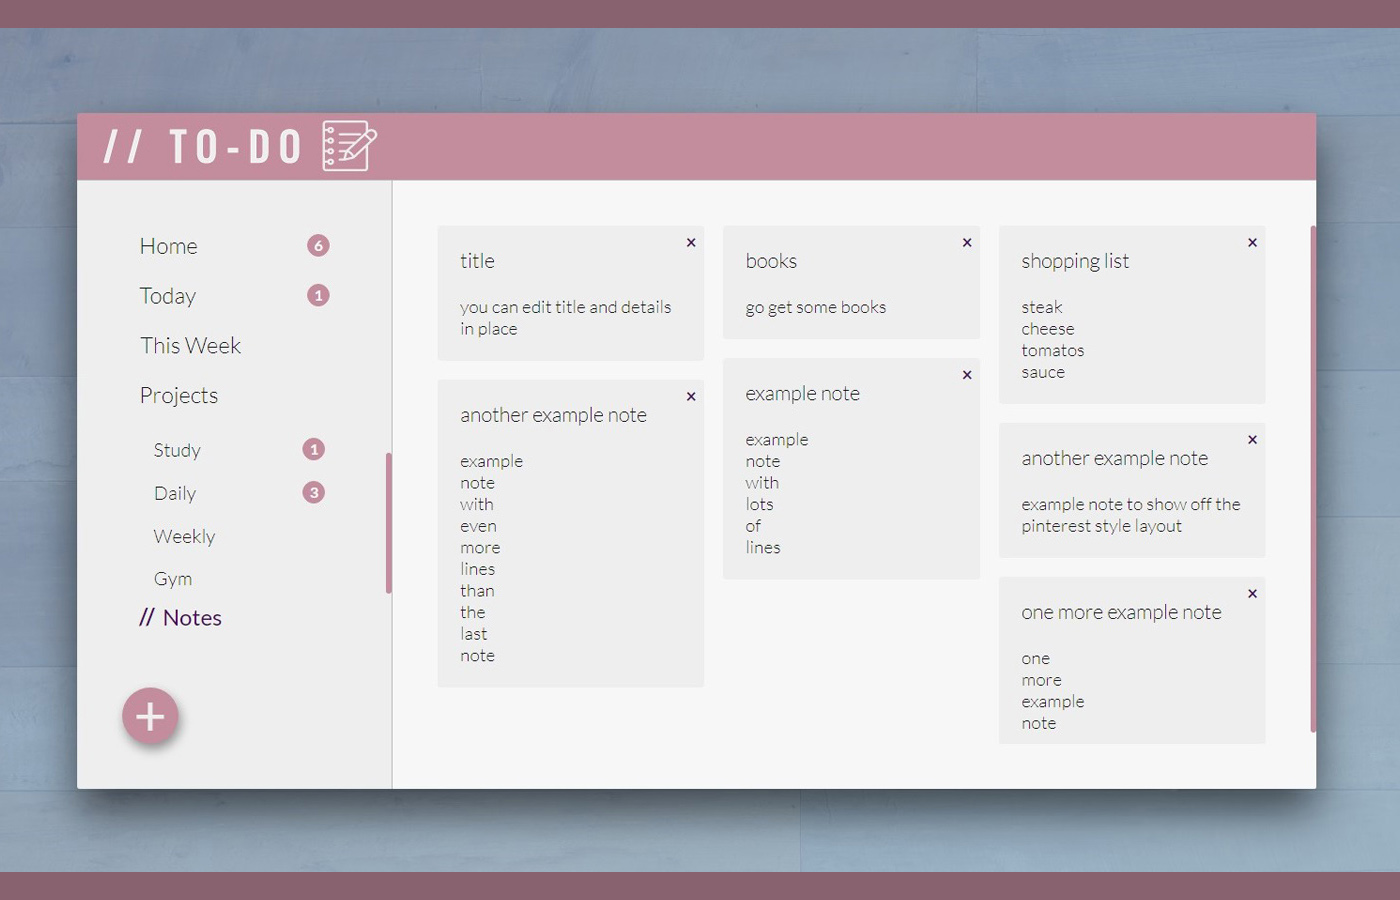 // TO-DO
Home 6
Today 1
This Week
Projects
Study 1
Daily 3
Weekly
Gym
// Notes
+
×
title
you can edit title and details
in place
×
another example note
example
note
with
even
more
lines
than
the
last
note
×
books
go get some books
×
example note
example
note
with
lots
of
lines
×
shopping list
steak
cheese
tomatos
sauce
×
another example note
example note to show off the
pinterest style layout
×
one more example note
one
more
example
note